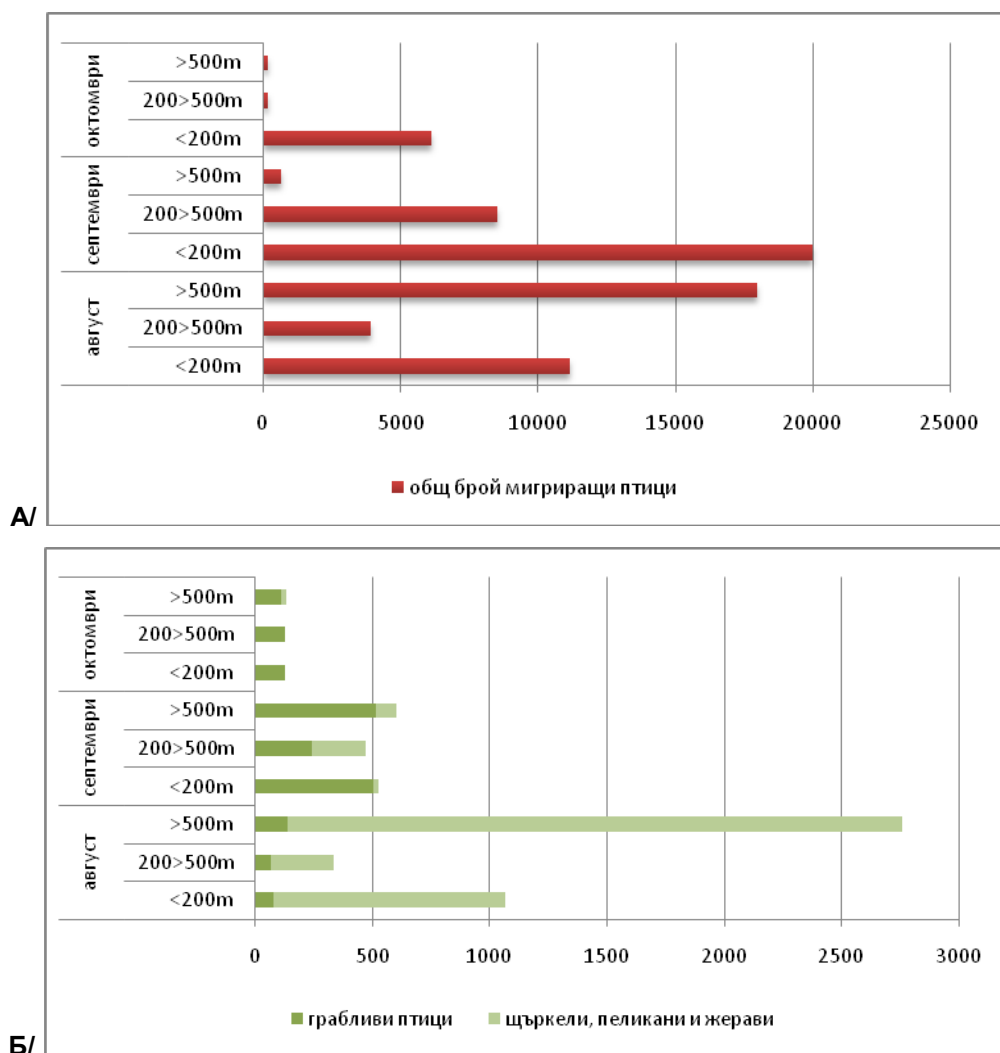 октомври
>500m
200>500m
<200m
септември
>500m
200>500m
<200m
август
>500m
200>500m
<200m
0 5000 10000 15000 20000 25000
общ брой мигриращи птици
А/
октомври
>500m
200>500m
<200m
септември
>500m
200>500m
<200m
август
>500m
200>500m
<200m
0 500 1000 1500 2000 2500 3000
грабливи птици щъркели, пеликани и жерави
Б/